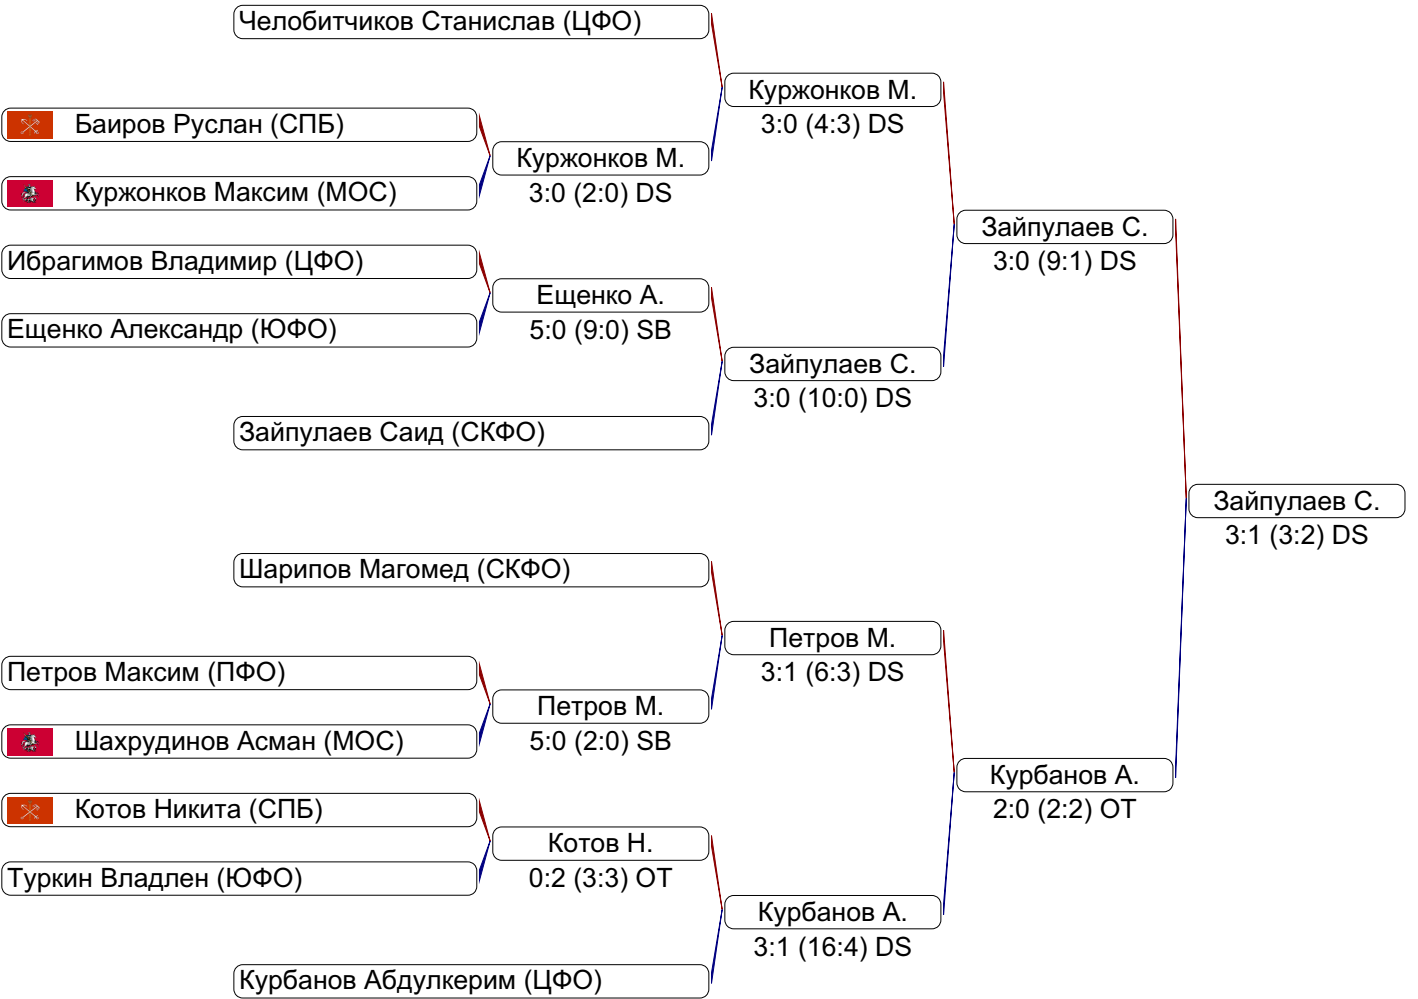 Челобитчиков Станислав (ЦФО)
Куржонков М.
3:0 (4:3) DS
Баиров Руслан (СПБ)
Куржонков М.
3:0 (2:0) DS
Куржонков Максим (МОС)
Зайпулаев С.
3:0 (9:1) DS
Ибрагимов Владимир (ЦФО)
Ещенко А.
5:0 (9:0) SB
Ещенко Александр (ЮФО)
Зайпулаев С.
3:0 (10:0) DS
Зайпулаев Саид (СКФО)
Зайпулаев С.
3:1 (3:2) DS
Шарипов Магомед (СКФО)
Петров М.
3:1 (6:3) DS
Петров Максим (ПФО)
Петров М.
5:0 (2:0) SB
Шахрудинов Асман (МОС)
Курбанов А.
2:0 (2:2) OT
Котов Никита (СПБ)
Котов Н.
0:2 (3:3) OT
Туркин Владлен (ЮФО)
Курбанов А.
3:1 (16:4) DS
Курбанов Абдулкерим (ЦФО)